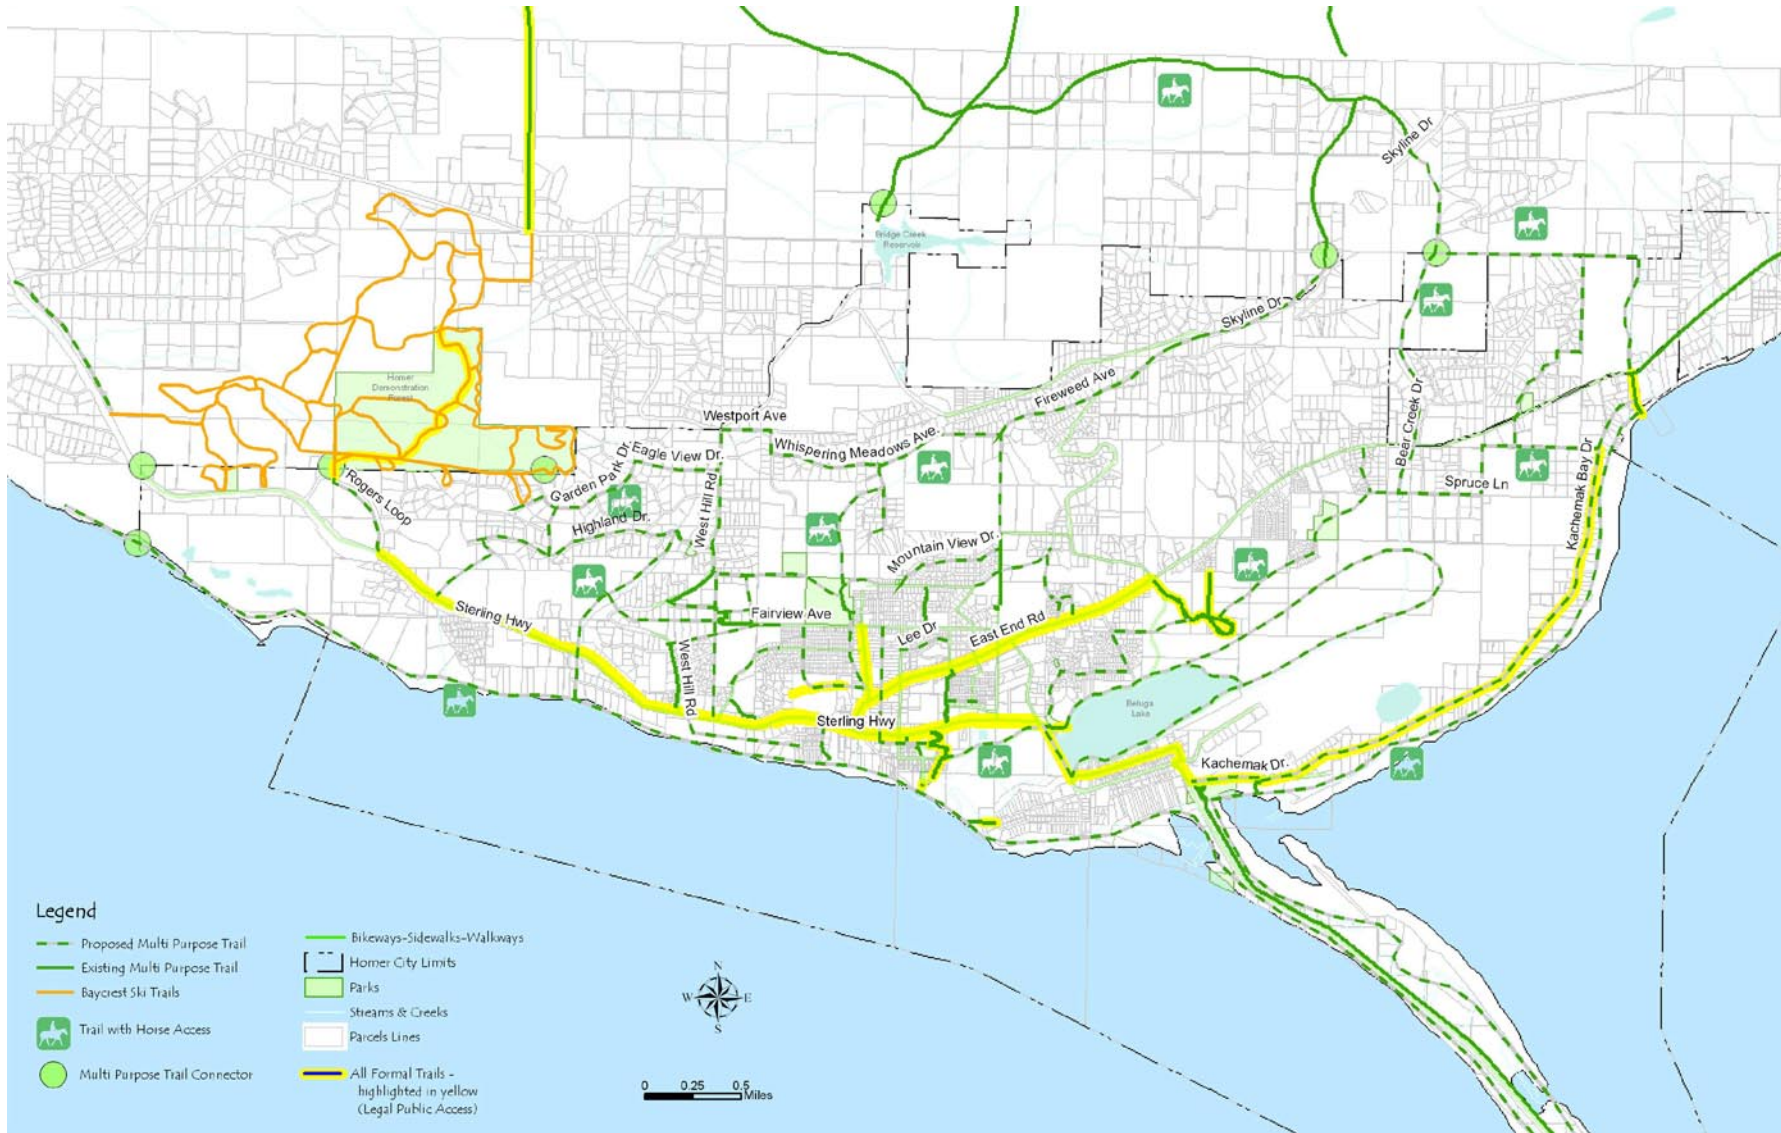 Skyline Dr
Bridge Creek
Reservoir
Skyline Dr
Homer
Demonstration
Forest
Fireweed Ave
Westport Ave
Whispering Meadows Ave.
Eagle View Dr.
Garden Park Dr.
West Hill Rd
Bear Creek Dr
Spruce Ln
Kachemak Bay Dr
Rogers Loop
Highland Dr.
Mountain View Dr.
Sterling Hwy
Fairview Ave
Lee Dr
East End Rd
West Hill Rd
Beluga
Lake
Sterling Hwy
Kachemak Dr.
Legend
Proposed Multi Purpose Trail
Existing Multi Purpose Trail
Baycrest Ski Trails
Trail with Horse Access
Multi Purpose Trail Connector
Bikeways-Sidewalks-Walkways
Homer City Limits
Parks
Streams & Creeks
Parcels Lines
All Formal Trails -
highlighted in yellow
(Legal Public Access)
N
W E
S
0 0.25 0.5
Miles